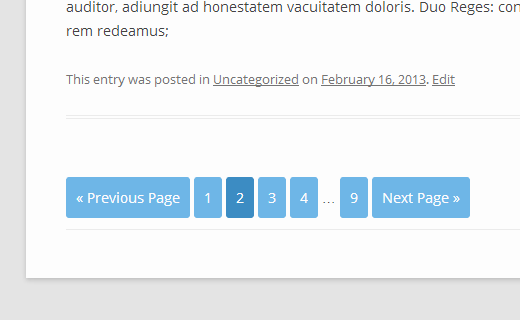 auditor, adiungit ad honestatem vacuitatem doloris. Duo Reges:
rem redeamus;
This entry was posted in Uncategorized on February 16, 2013. Edit
« Previous Page 1 2 3 4 … 9 Next Page »